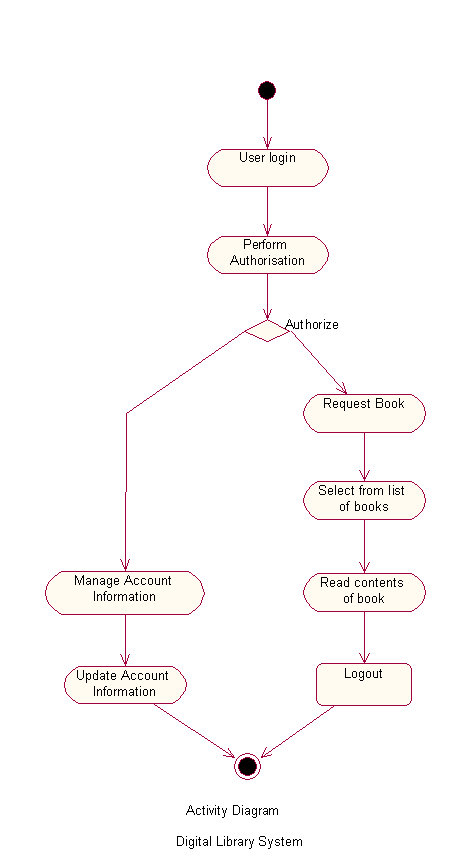 User login
Perform
Authorisation
Authorize
Request Book
Select from list
of books
Manage Account
Information
Read contents
of book
Update Account
Information
Logout
Activity Diagram
Digital Library System